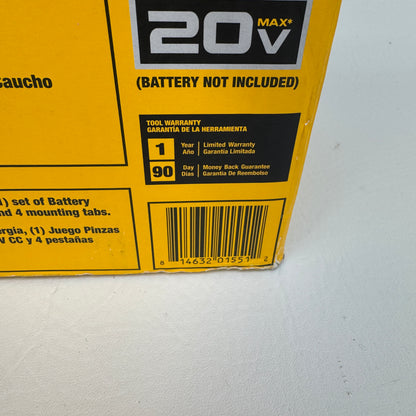 20V MAX*
(BATTERY NOT INCLUDED)
caucho
TOOL WARRANTY
GARANTÍA DE LA HERRAMIENTA
1 Year Año Limited Warranty
Garantía Limitada
90 Day Días Money Back Guarantee
Garantía De Reembolso
1) set of Battery
nd 4 mounting tabs.
ergía, (1) Juego Pinzas
V CC y 4 pestañas
8 14632 01551 2